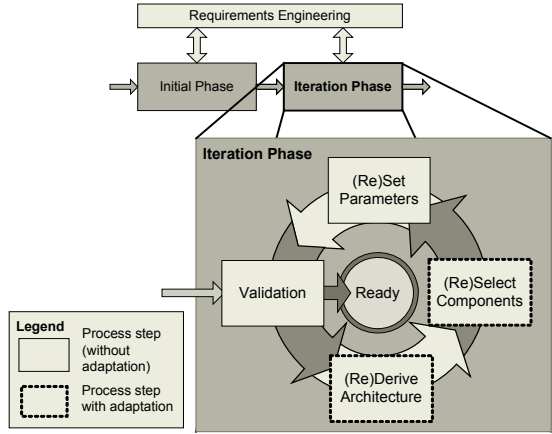 Requirements Engineering
Initial Phase
Iteration Phase
Iteration Phase
(Re)Set
Parameters
Validation
Ready
(Re)Select
Components
(Re)Derive
Architecture
Legend
Process step
(without
adaptation)
Process step
with adaptation